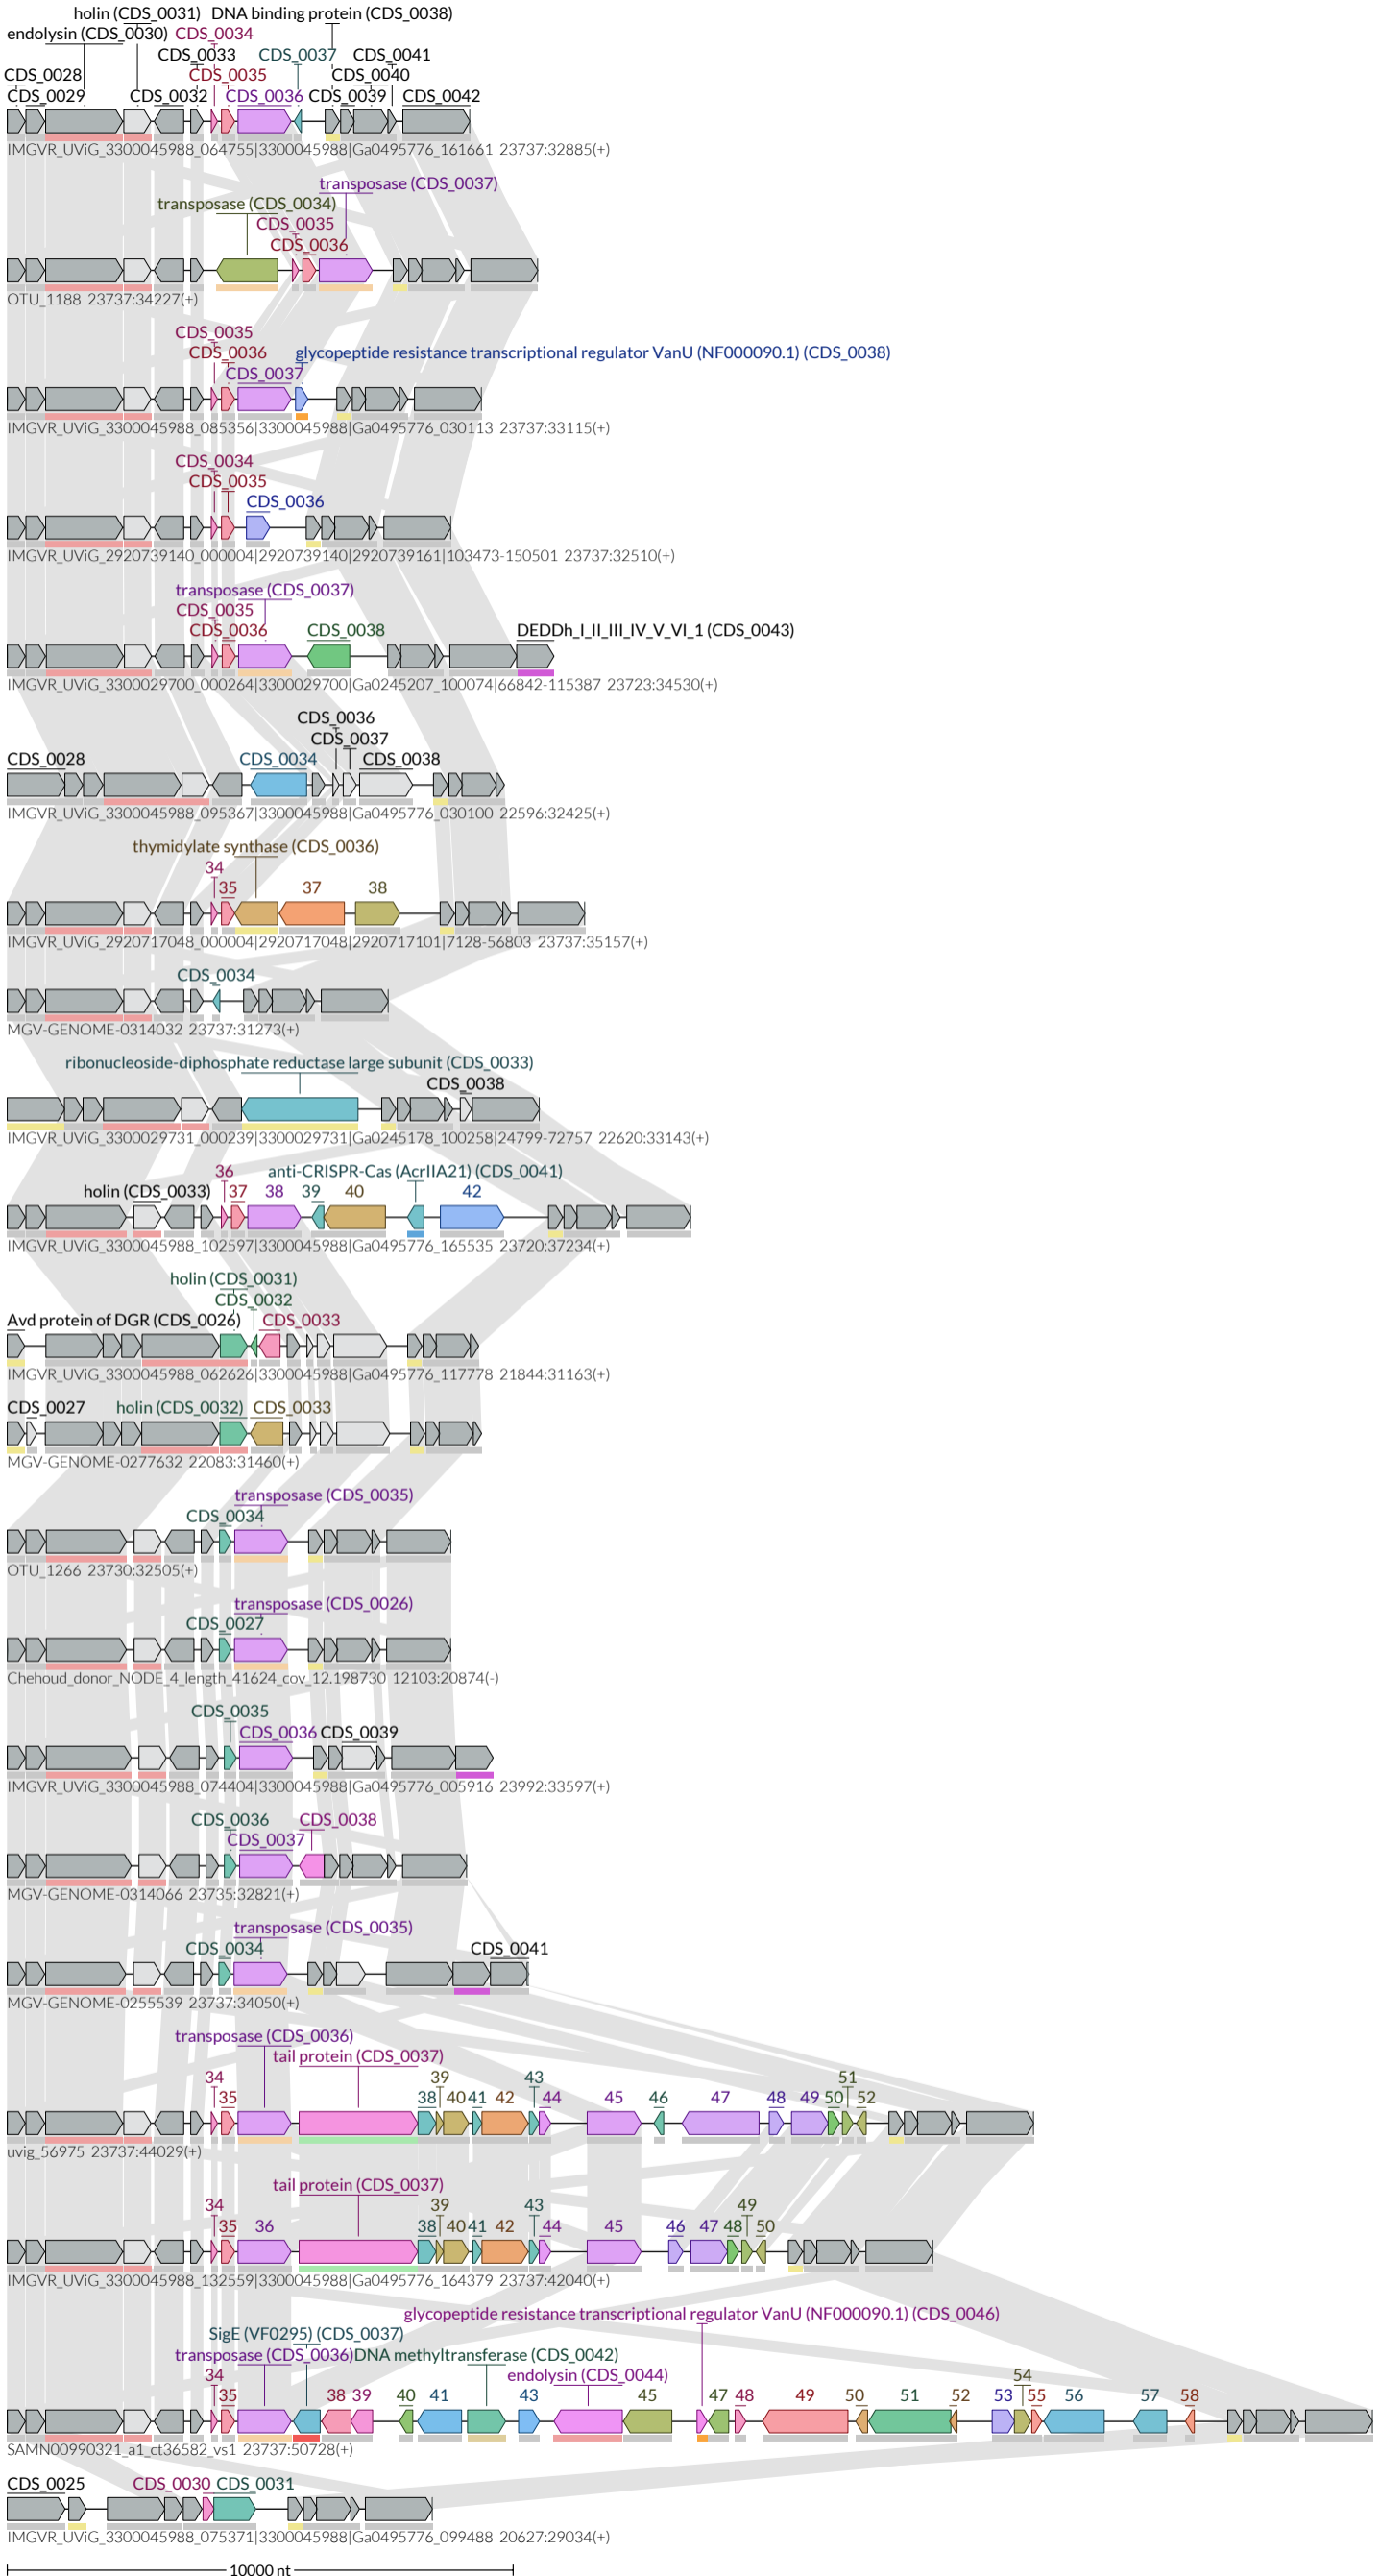 holin (CDS_0031) DNA binding protein (CDS_0038)
endolysin (CDS_0030) CDS_0034
CDS_0033 CDS_0037 CDS_0041
CDS_0028 CDS_0035 CDS_0040
CDS_0029 CDS_0032 CDS_0036 CDS_0039 CDS_0042
IMGVR_UViG_3300045988_064755|3300045988|Ga0495776_161661 23737:32885(+)
transposase (CDS_0037)
transposase (CDS_0034)
CDS_0035
CDS_0036
OTU_1188 23737:34227(+)
CDS_0035
CDS_0036 glycopeptide resistance transcriptional regulator VanU (NF000090.1) (CDS_0038)
CDS_0037
IMGVR_UViG_3300045988_085356|3300045988|Ga0495776_030113 23737:33115(+)
CDS_0034
CDS_0035
CDS_0036
IMGVR_UViG_2920739140_000004|2920739140|2920739161|103473-150501 23737:32510(+)
transposase (CDS_0037)
CDS_0035
CDS_0036 CDS_0038 DEDDh_I_II_III_IV_V_VI_1 (CDS_0043)
IMGVR_UViG_3300029700_000264|3300029700|Ga0245207_100074|66842-115387 23723:34530(+)
CDS_0036
CDS_0037
CDS_0028 CDS_0034 CDS_0038
IMGVR_UViG_3300045988_095367|3300045988|Ga0495776_030100 22596:32425(+)
thymidylate synthase (CDS_0036)
34
35 37 38
IMGVR_UViG_2920717048_000004|2920717048|2920717101|7128-56803 23737:35157(+)
CDS_0034
MGV-GENOME-0314032 23737:31273(+)
ribonucleoside-diphosphate reductase large subunit (CDS_0033)
CDS_0038
IMGVR_UViG_3300029731_000239|3300029731|Ga0245178_100258|24799-72757 22620:33143(+)
36 anti-CRISPR-Cas (AcrIIA21) (CDS_0041)
holin (CDS_0033) 37 38 39 40 42
IMGVR_UViG_3300045988_102597|3300045988|Ga0495776_165535 23720:37234(+)
holin (CDS_0031)
CDS_0032
Avd protein of DGR (CDS_0026) CDS_0033
IMGVR_UViG_3300045988_062626|3300045988|Ga0495776_117778 21844:31163(+)
CDS_0027 holin (CDS_0032) CDS_0033
MGV-GENOME-0277632 22083:31460(+)
transposase (CDS_0035)
CDS_0034
OTU_1266 23730:32505(+)
transposase (CDS_0026)
CDS_0027
Chehoud_donor_NODE_4_length_41624_cov_12.198730 12103:20874(-)
CDS_0035
CDS_0036 CDS_0039
IMGVR_UViG_3300045988_074404|3300045988|Ga0495776_005916 23992:33597(+)
CDS_0036 CDS_0038
CDS_0037
MGV-GENOME-0314066 23735:32821(+)
transposase (CDS_0035)
CDS_0034 CDS_0041
MGV-GENOME-0255539 23737:34050(+)
transposase (CDS_0036)
tail protein (CDS_0037)
34 39 43 51
35 38 40 41 42 44 45 46 47 48 49 50 52
uvig_56975 23737:44029(+)
tail protein (CDS_0037)
34 39 43 49
35 36 38 40 41 42 44 45 46 47 48 50
IMGVR_UViG_3300045988_132559|3300045988|Ga0495776_164379 23737:42040(+)
glycopeptide resistance transcriptional regulator VanU (NF000090.1) (CDS_0046)
SigE (VF0295) (CDS_0037)
transposase (CDS_0036) DNA methyltransferase (CDS_0042)
34 endolysin (CDS_0044) 54
35 38 39 40 41 43 45 47 48 49 50 51 52 53 55 56 57 58
SAMN00990321_a1_ct36582_vs1 23737:50728(+)
CDS_0025 CDS_0030 CDS_0031
IMGVR_UViG_3300045988_075371|3300045988|Ga0495776_099488 20627:29034(+)
10000 nt